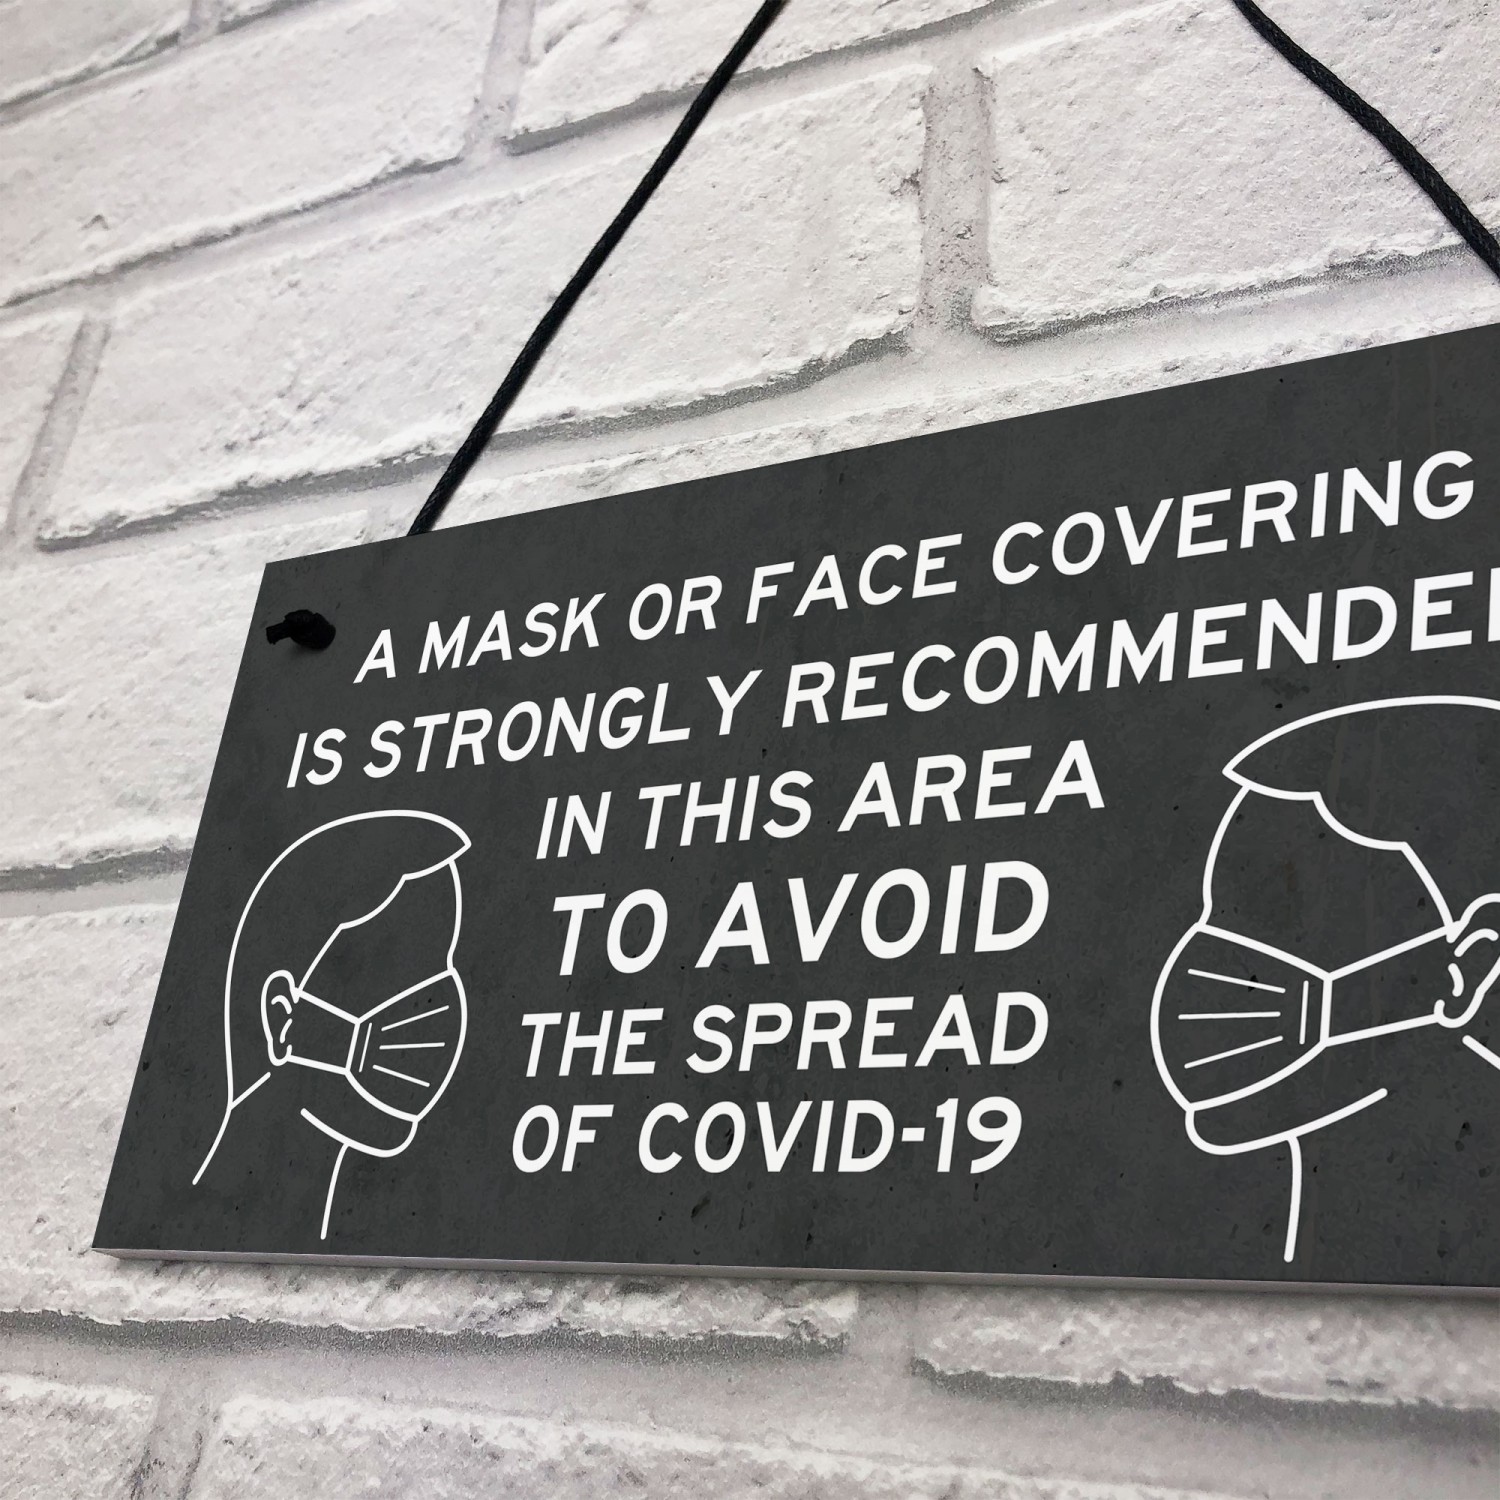 A MASK OR FACE COVERING
IS STRONGLY RECOMMENDED
IN THIS AREA
TO AVOID
THE SPREAD
OF COVID-19